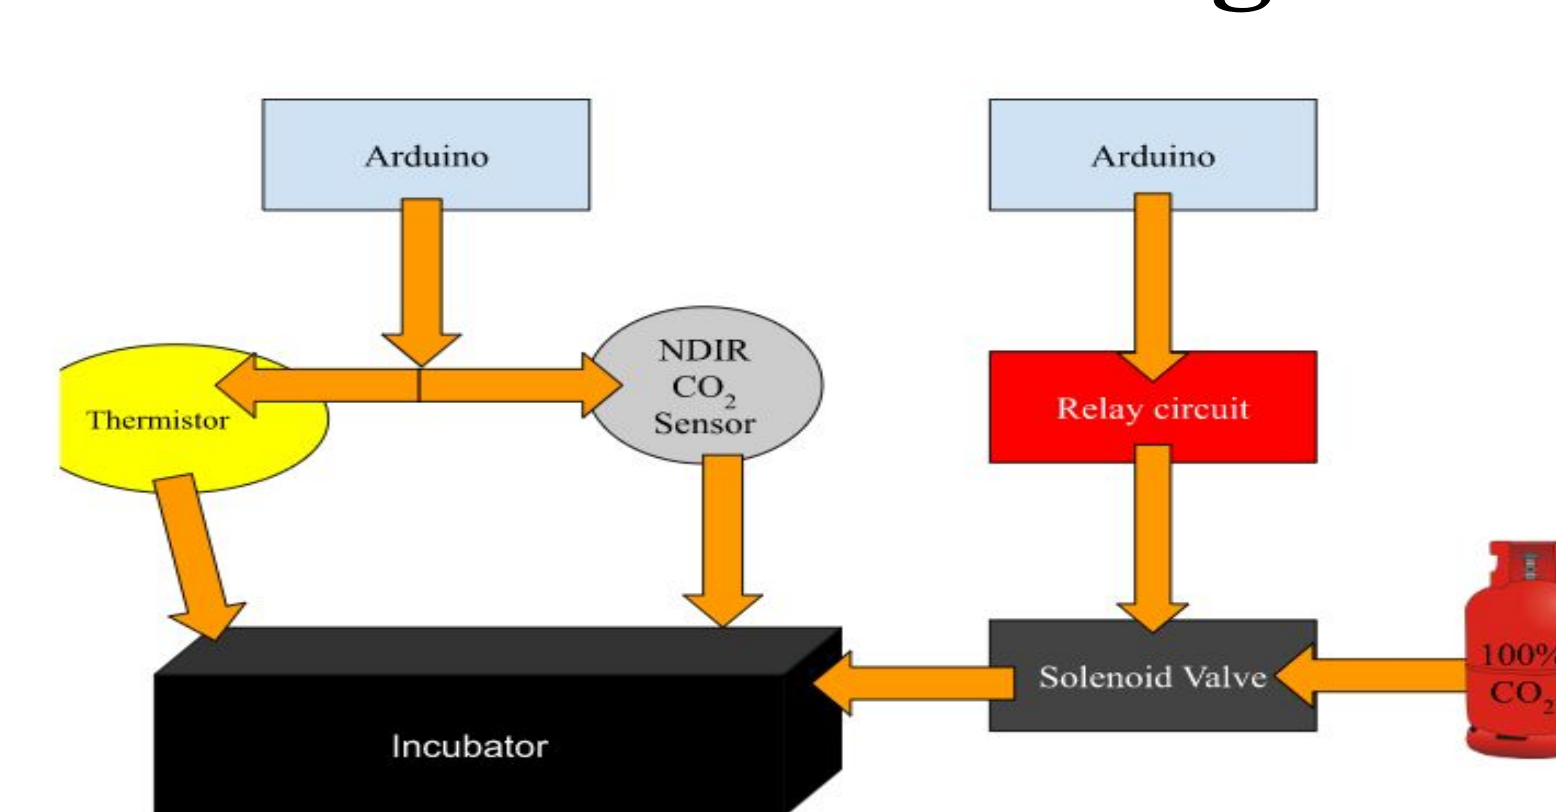 Arduino
Arduino
NDIR
CO₂
Sensor
Thermistor
Relay circuit
Solenoid Valve
100%
CO₂
Incubator